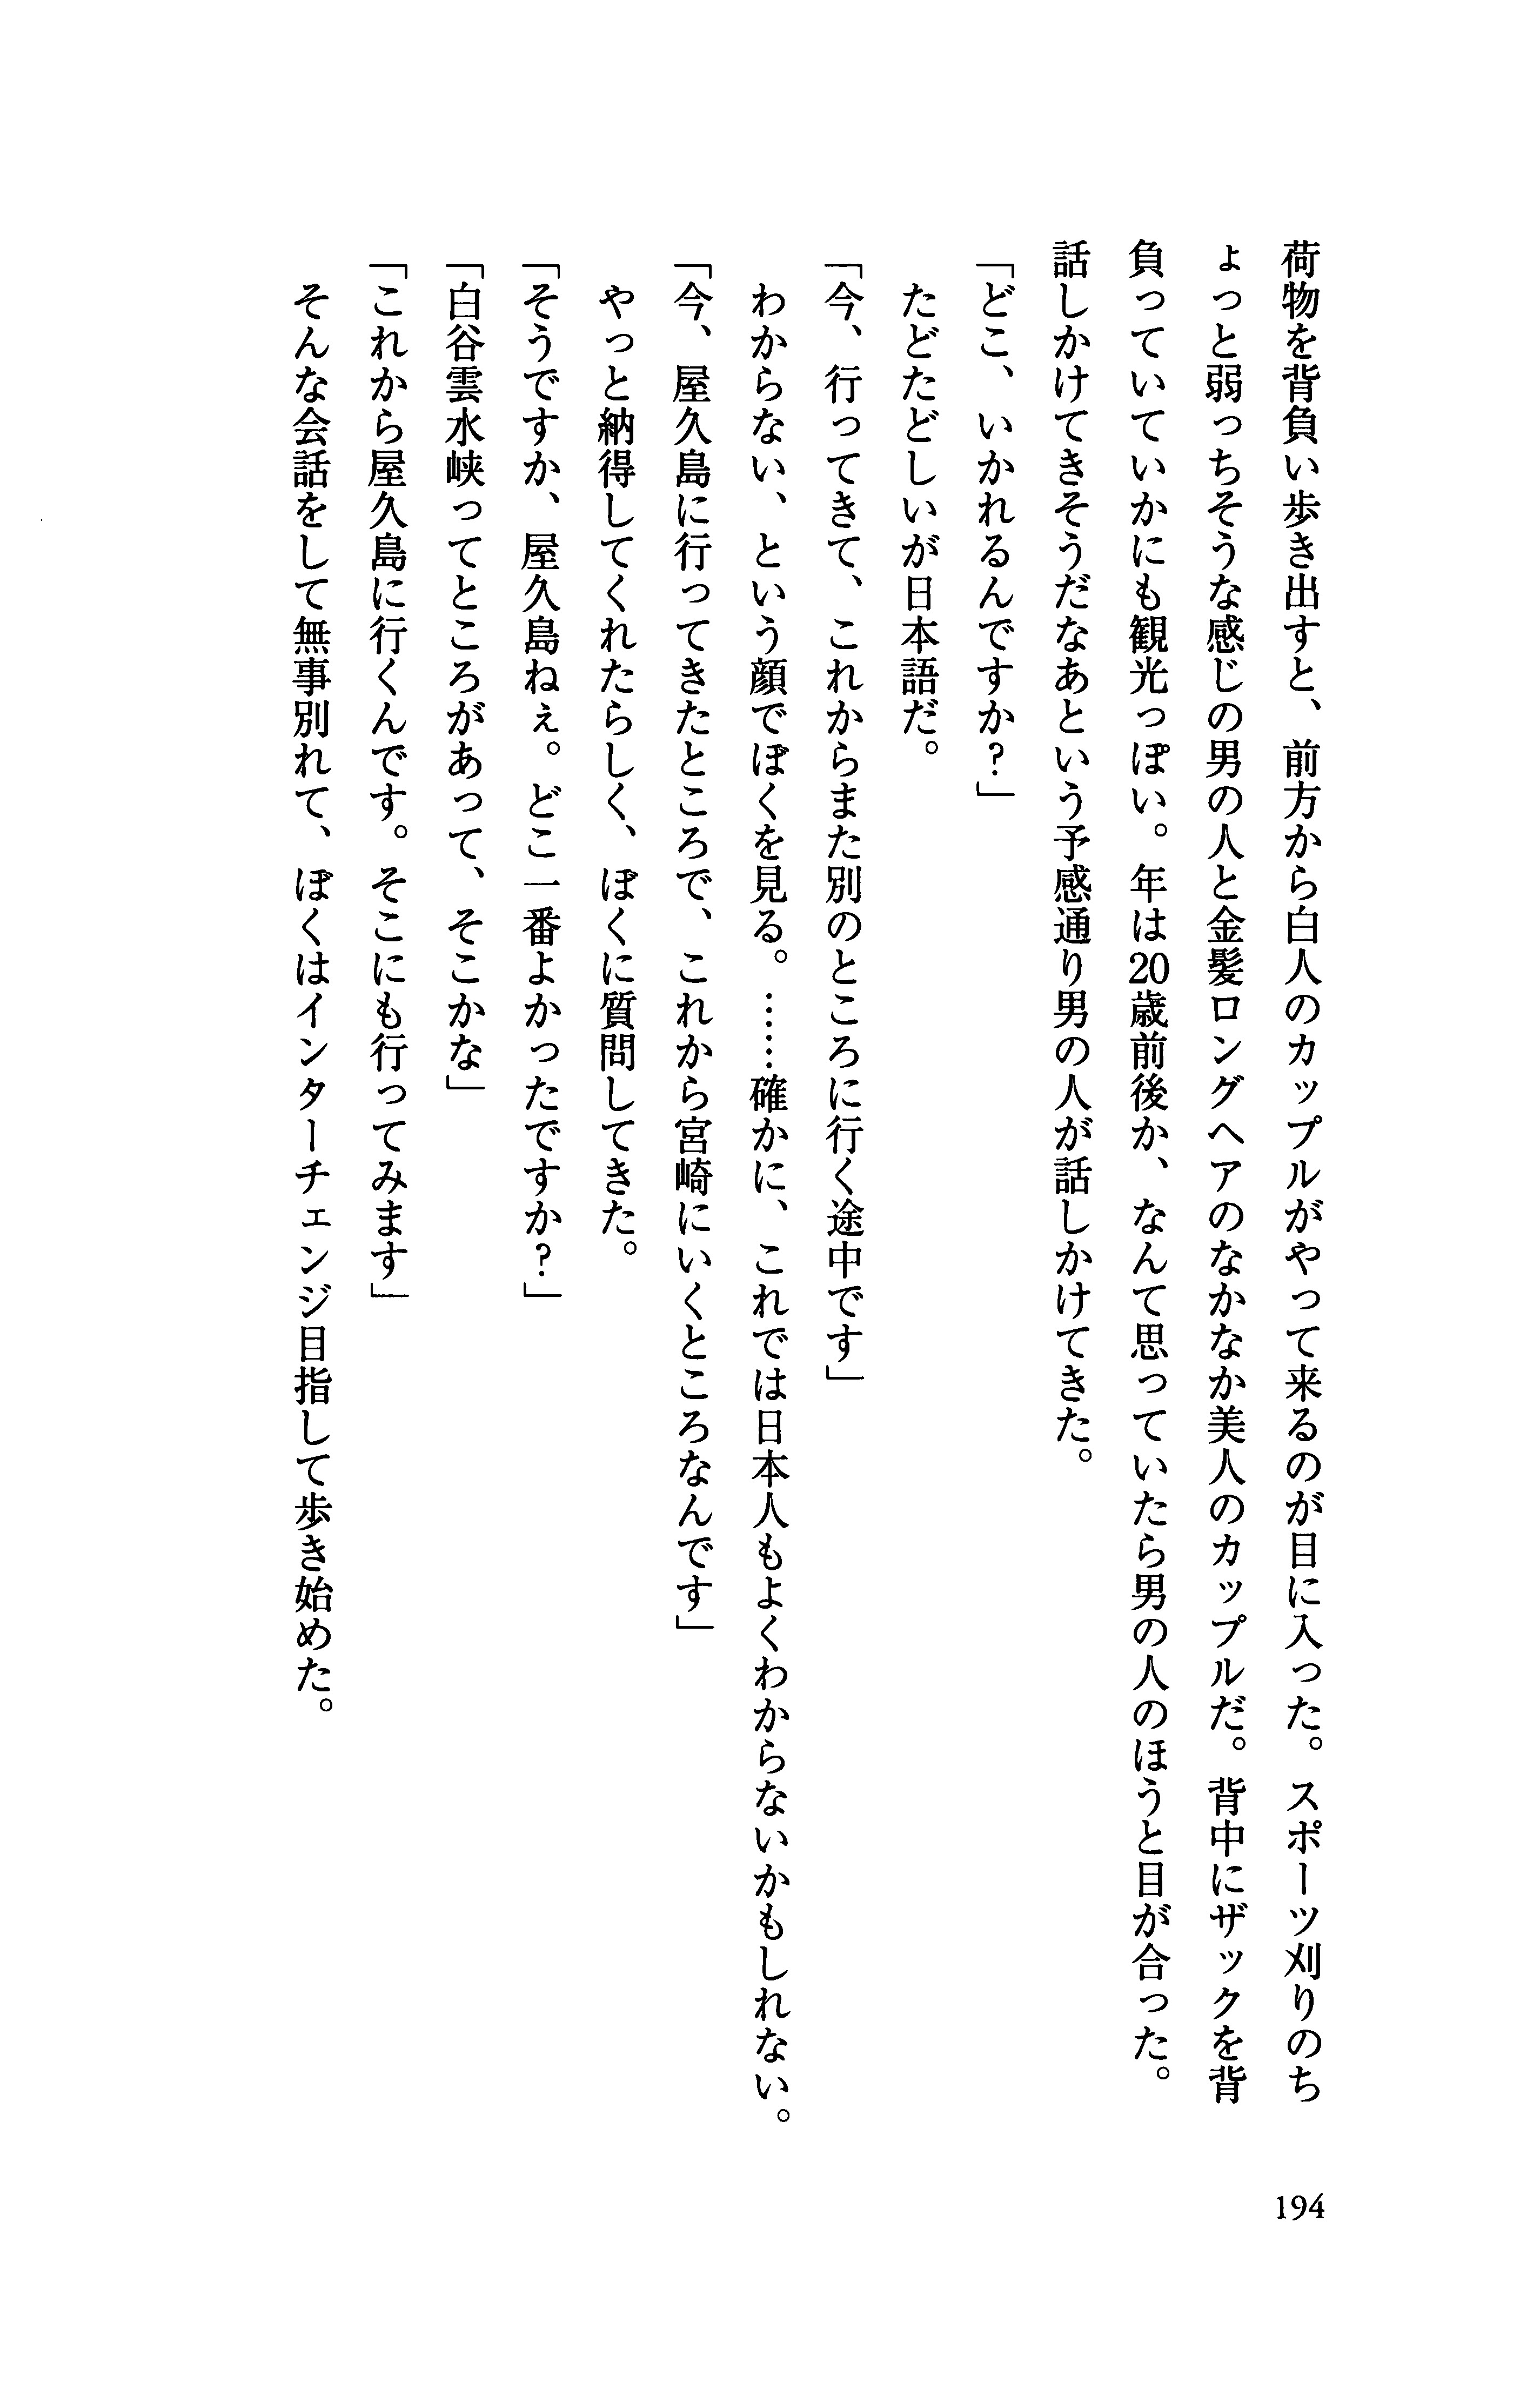 荷物を背負い歩き出すと、前方から白人のカップルがやって来るのが目に入った。スポーツ刈りのち
ょっと弱っちそうな感じの男の人と金髪ロングヘアのなかなか美人のカップルだ。背中にザックを背
負っていていかにも観光っぽい。年は20歳前後か、なんて思っていたら男の人のほうと目が合った。
話しかけてきそうだなあという予感通り男の人が話しかけてきた。
「どこ、いかれるんですか?」
たどたどしいが日本語だ。
「今、行ってきて、これからまた別のところに行く途中です」
わからない、という顔でぼくを見る。……確かに、これでは日本人もよくわからないかもしれない。
「今、屋久島に行ってきたところで、これから宮崎にいくところなんです」
やっと納得してくれたらしく、ぼくに質問してきた。
「そうですか、屋久島ねぇ。どこ一番よかったですか?」
「白谷雲水峡ってところがあって、そこかな」
「これから屋久島に行くんです。そこにも行ってみます」
そんな会話をして無事別れて、ぼくはインターチェンジ目指して歩き始めた。
194